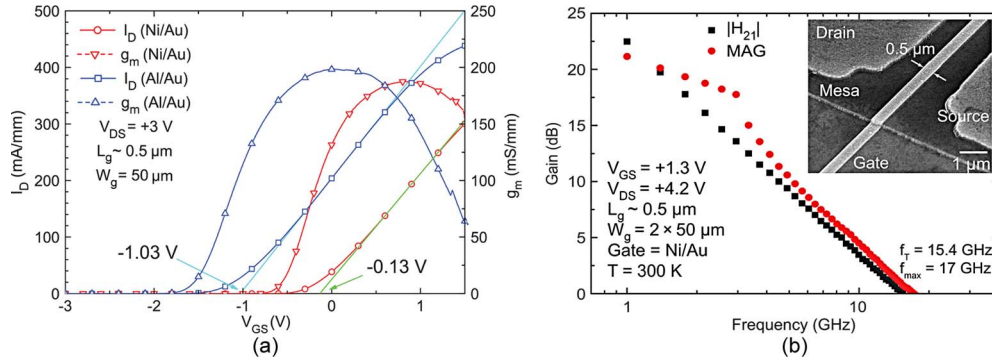 500
400
300
200
100
0
I_D (mA/mm)
I_D (Ni/Au)
g_m (Ni/Au)
I_D (Al/Au)
g_m (Al/Au)
V_DS = +3 V
L_g ~ 0.5 µm
W_g = 50 µm
-1.03 V
-0.13 V
250
200
150
100
50
0
g_m (mS/mm)
-3 -2 -1 0 1
V_GS (V)
(a)
25
20
15
10
5
0
Gain (dB)
|H_21|
MAG
V_GS = +1.3 V
V_DS = +4.2 V
L_g ~ 0.5 µm
W_g = 2 × 50 µm
Gate = Ni/Au
T = 300 K
Drain
0.5 µm
Mesa
Source
Gate
1 µm
f_T = 15.4 GHz
f_max = 17 GHz
1 10
Frequency (GHz)
(b)